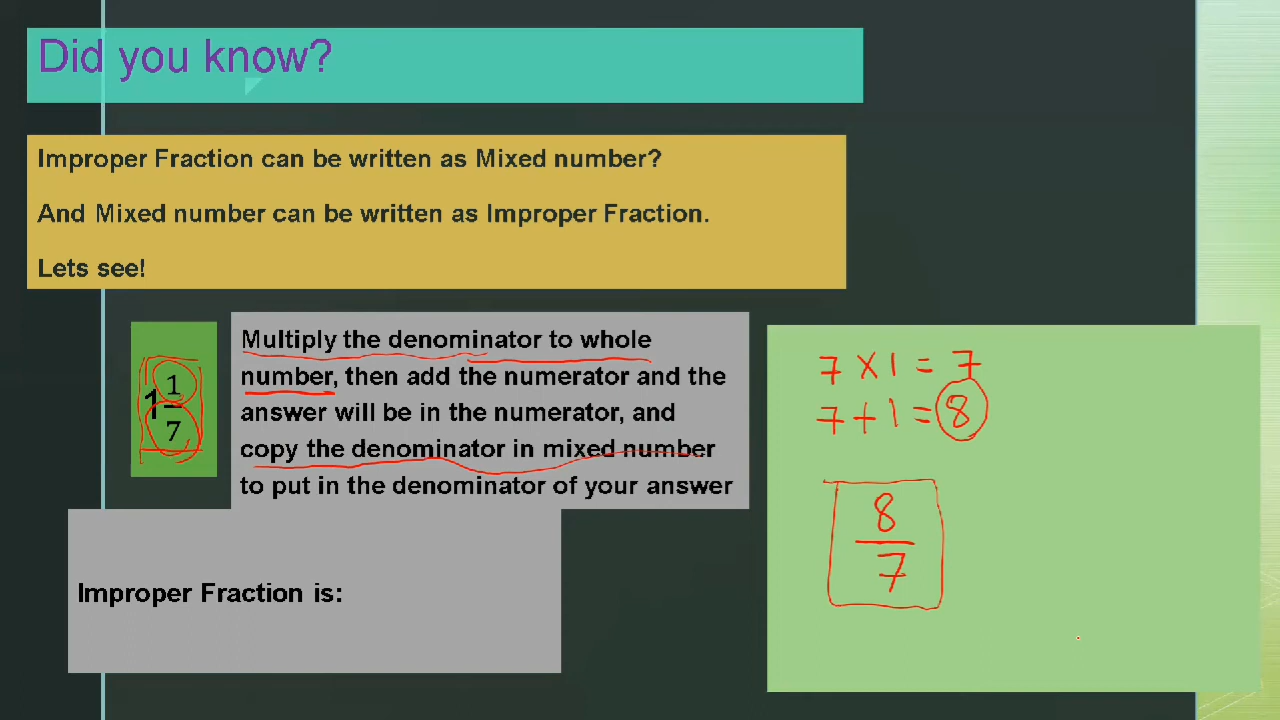 Did you know?
Improper Fraction can be written as Mixed number?
And Mixed number can be written as Improper Fraction.
Lets see!
1 1/7
Multiply the denominator to whole
number, then add the numerator and the
answer will be in the numerator, and
copy the denominator in mixed number
to put in the denominator of your answer
Improper Fraction is:
7 × 1 = 7
7 + 1 = 8
8
7